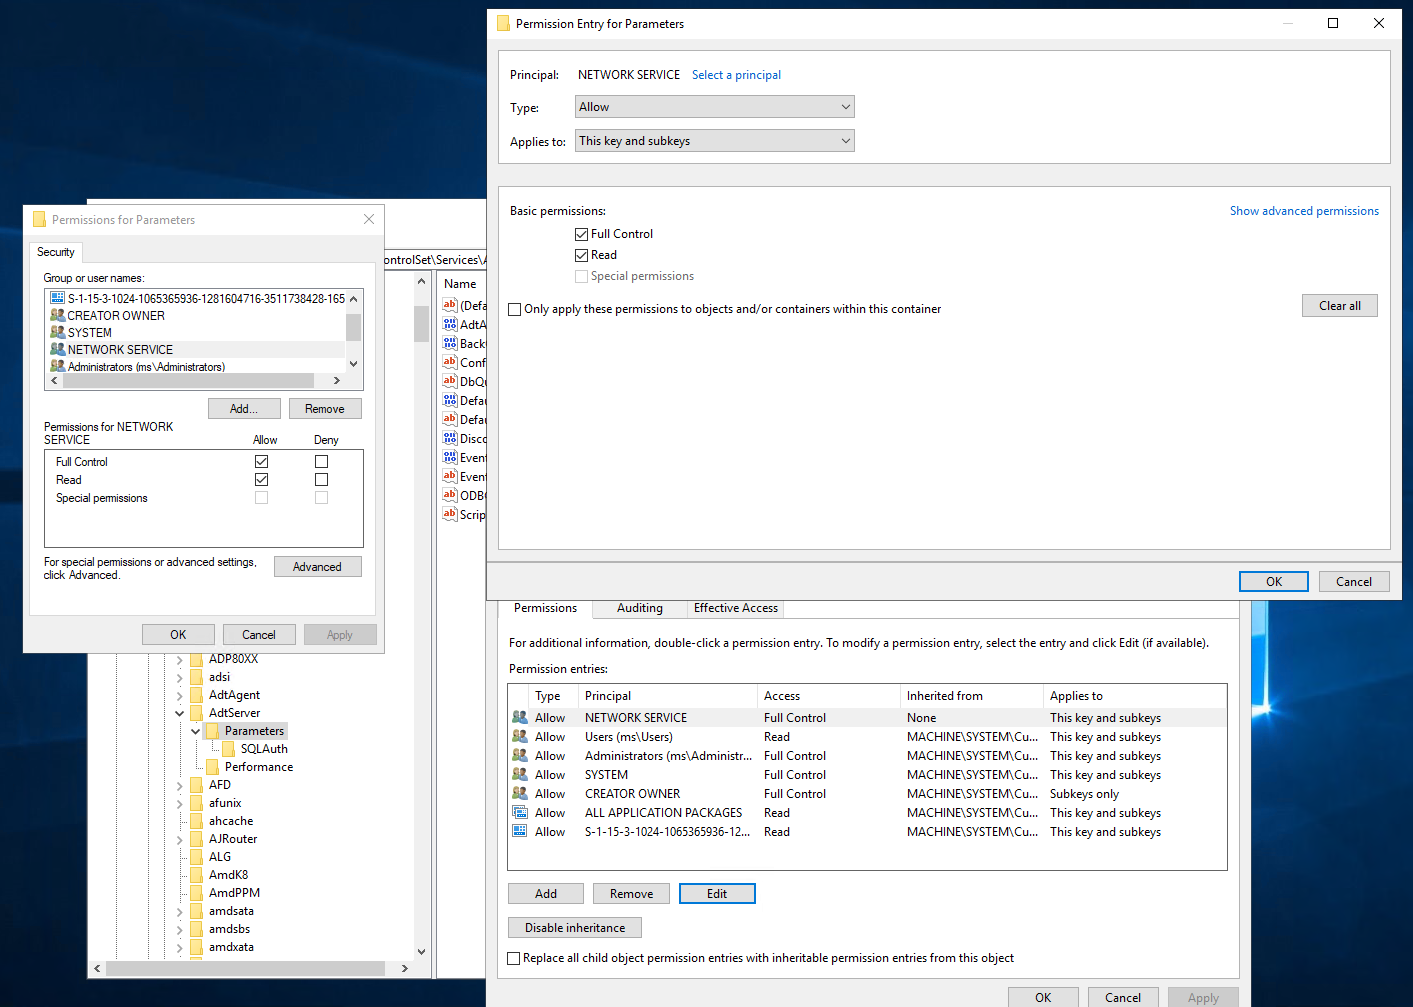 Permission Entry for Parameters
Principal: NETWORK SERVICE Select a principal
Type: Allow
Applies to: This key and subkeys
Basic permissions: Show advanced permissions
Full Control
Read
Special permissions
Only apply these permissions to objects and/or containers within this container Clear all
OK Cancel
Permissions for Parameters
Security
Group or user names:
S-1-15-3-1024-1065365936-1281604716-3511738428-165
CREATOR OWNER
SYSTEM
NETWORK SERVICE
Administrators (ms\Administrators)
Add... Remove
Permissions for NETWORK
SERVICE Allow Deny
Full Control
Read
Special permissions
For special permissions or advanced settings,
click Advanced. Advanced
OK Cancel Apply
ontrolSet\Services\
Name
(Defa
AdtA
Back
Conf
DbQ
Defau
Defau
Disco
Event
Event
ODB
Scrip
ADP80XX
adsi
AdtAgent
AdtServer
Parameters
SQLAuth
Performance
AFD
afunix
ahcache
AJRouter
ALG
AmdK8
AmdPPM
amdsata
amdsbs
amdxata
Permissions Auditing Effective Access
For additional information, double-click a permission entry. To modify a permission entry, select the entry and click Edit (if available).
Permission entries:
Type Principal Access Inherited from Applies to
Allow NETWORK SERVICE Full Control None This key and subkeys
Allow Users (ms\Users) Read MACHINE\SYSTEM\Cu... This key and subkeys
Allow Administrators (ms\Administr... Full Control MACHINE\SYSTEM\Cu... This key and subkeys
Allow SYSTEM Full Control MACHINE\SYSTEM\Cu... This key and subkeys
Allow CREATOR OWNER Full Control MACHINE\SYSTEM\Cu... Subkeys only
Allow ALL APPLICATION PACKAGES Read MACHINE\SYSTEM\Cu... This key and subkeys
Allow S-1-15-3-1024-1065365936-12... Read MACHINE\SYSTEM\Cu... This key and subkeys
Add Remove Edit
Disable inheritance
Replace all child object permission entries with inheritable permission entries from this object
OK Cancel Apply